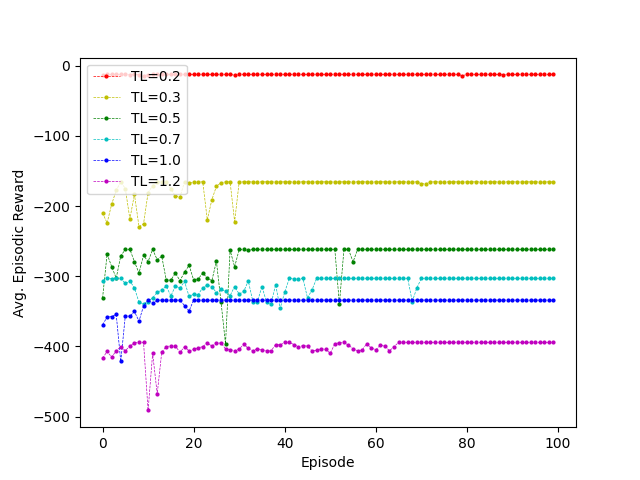 0
−100
−200
−300
−400
−500
Avg. Episodic Reward
TL=0.2
TL=0.3
TL=0.5
TL=0.7
TL=1.0
TL=1.2
0 20 40 60 80 100
Episode